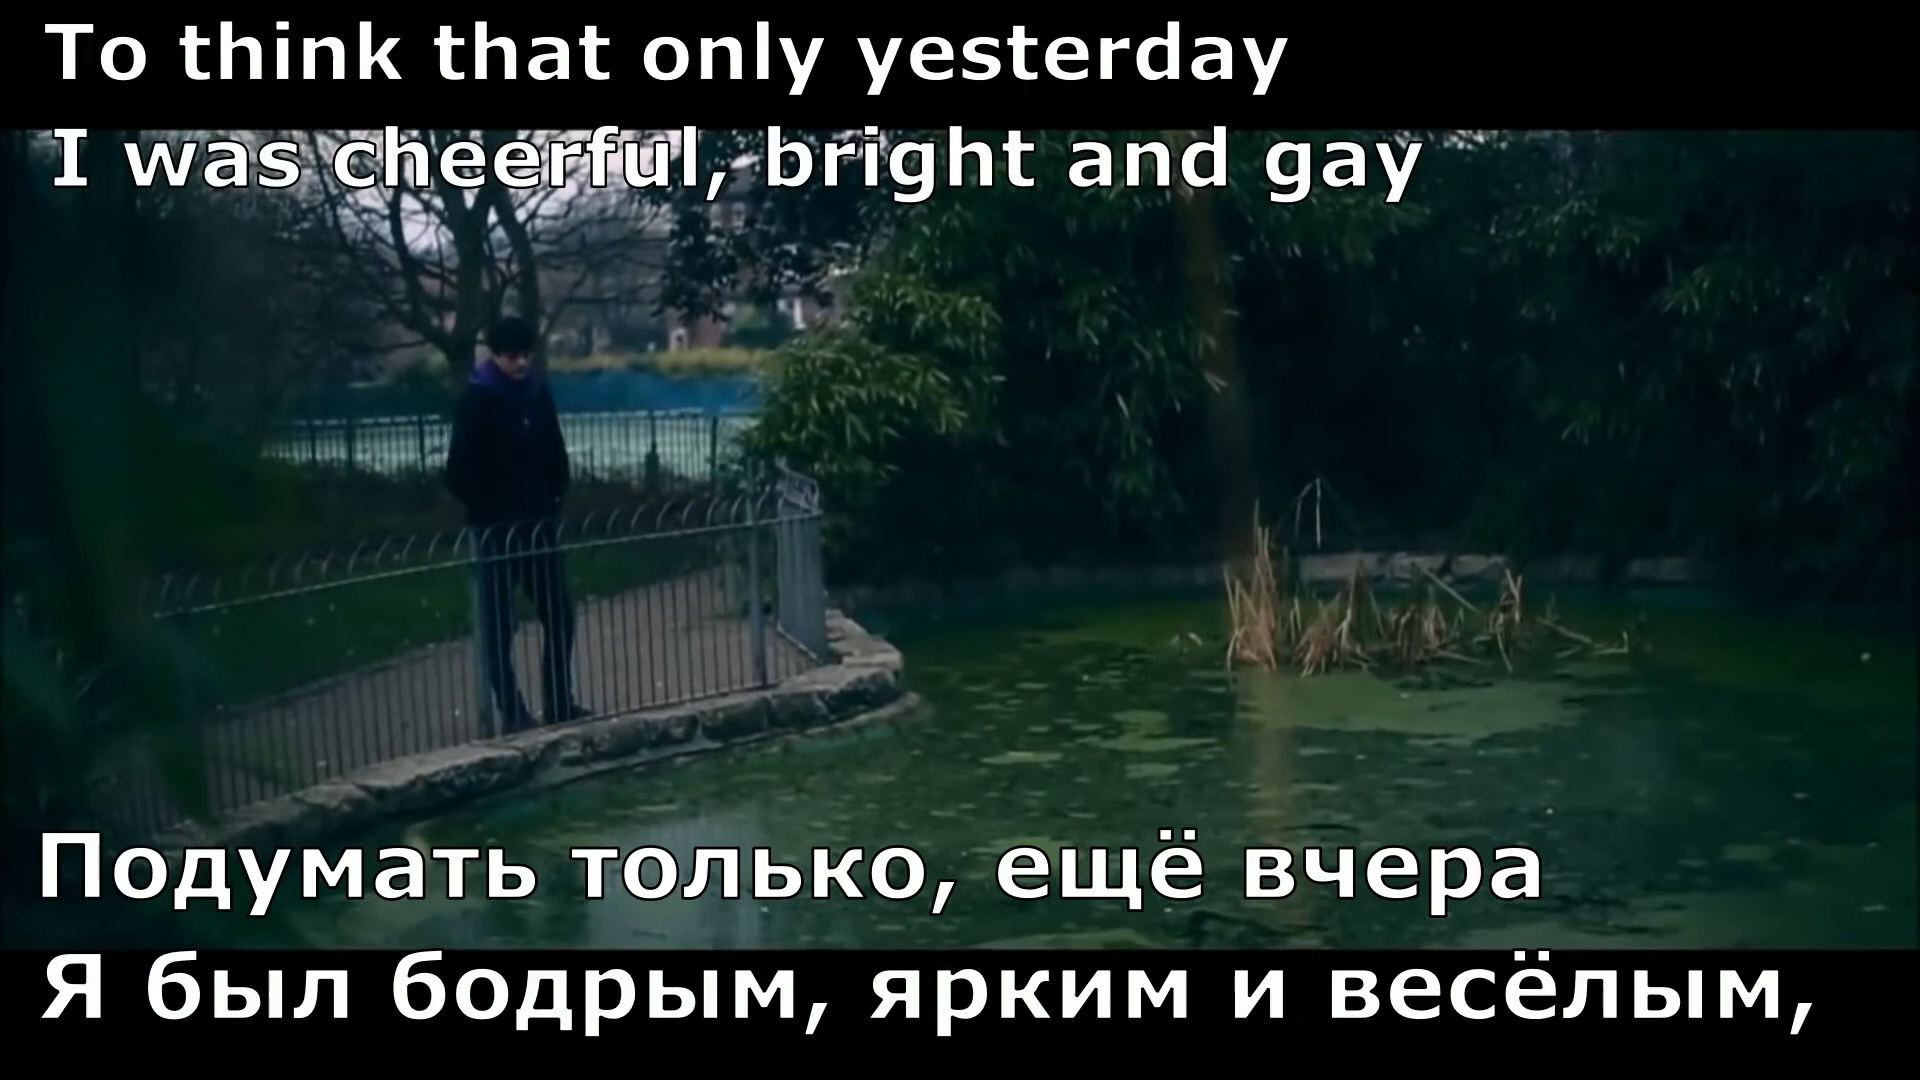 To think that only yesterday
I was cheerful, bright and gay
Подумать только, ещё вчера
Я был бодрым, ярким и весёлым,